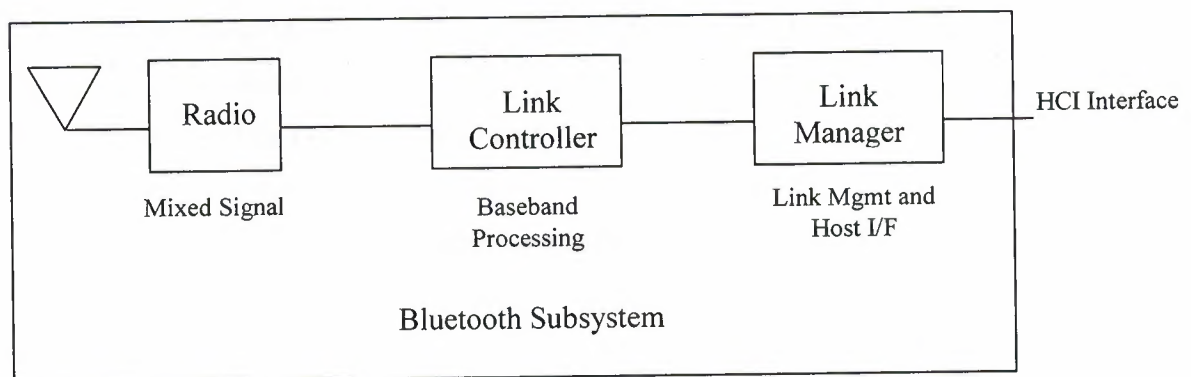 Radio
Link
Controller
Link
Manager
HCI Interface
Mixed Signal
Baseband
Processing
Link Mgmt and
Host I/F
Bluetooth Subsystem